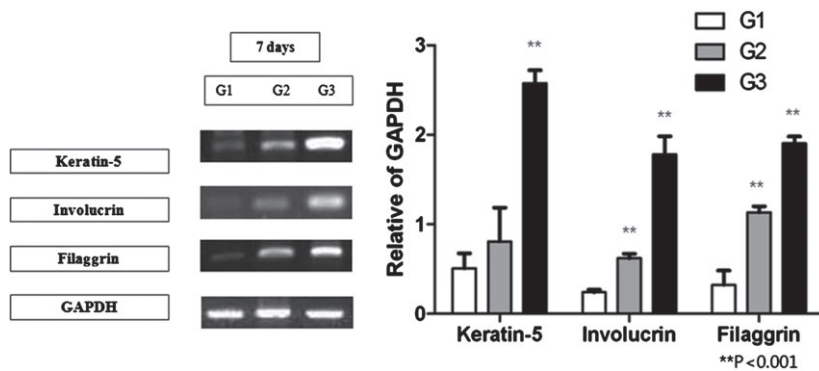 7 days
G1 G2 G3
Keratin-5
Involucrin
Filaggrin
GAPDH
G1
G2
G3
Relative of GAPDH
3
2
1
0
**
**
**
**
**
Keratin-5 Involucrin Filaggrin
**P<0.001